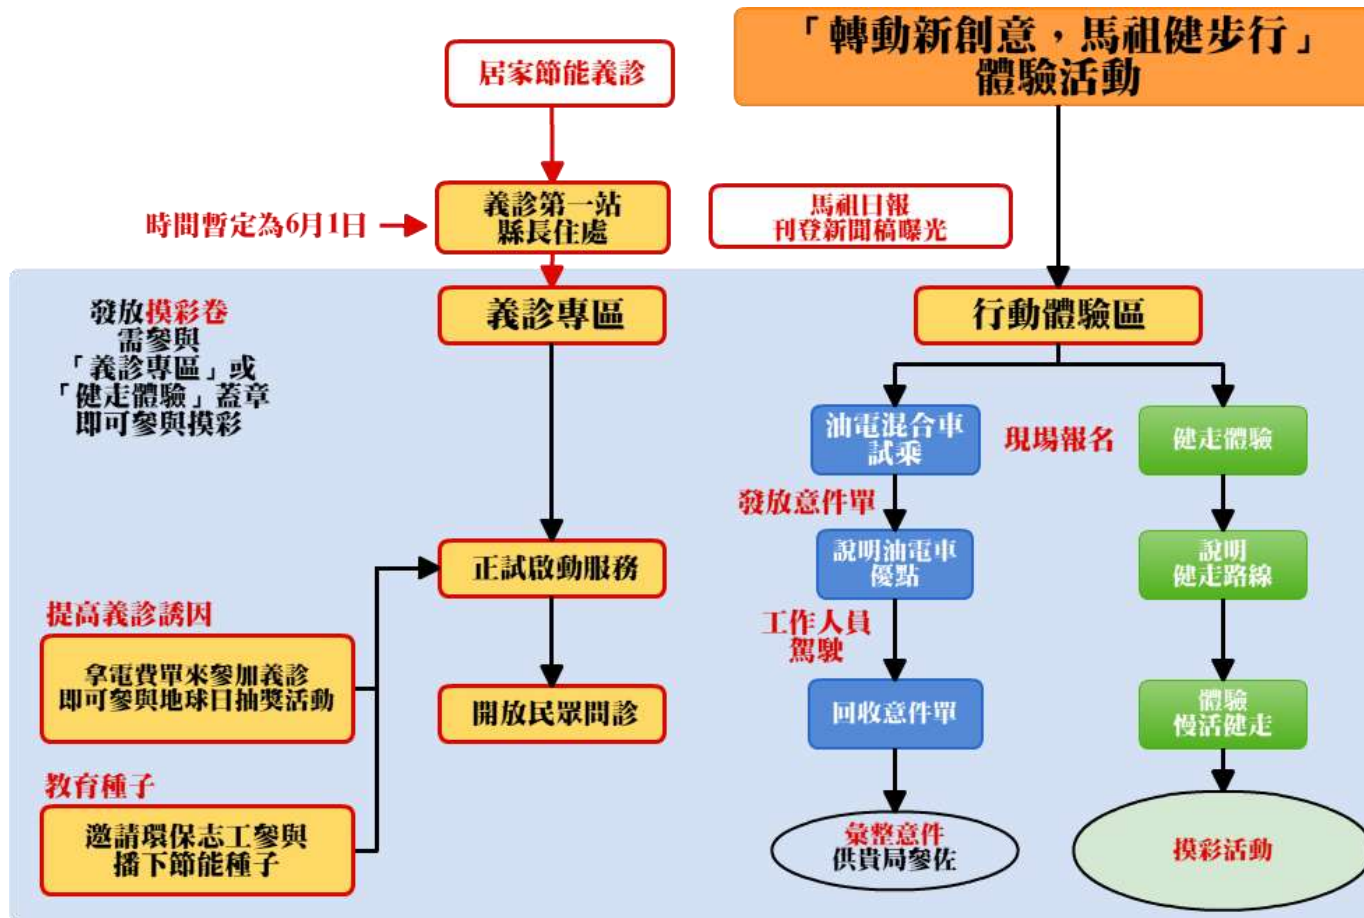 「轉動新創意，馬祖健步行」
體驗活動
居家節能義診
義診第一站
縣長住處
時間暫定為6月1日
馬祖日報
刊登新聞稿曝光
發放摸彩卷
需參與
「義診專區」或
「健走體驗」蓋章
即可參與摸彩
義診專區
行動體驗區
油電混合車
試乘
現場報名
健走體驗
發放意件單
正試啟動服務
說明油電車
優點
說明
健走路線
提高義診誘因
拿電費單來參加義診
即可參與地球日抽獎活動
工作人員
駕駛
開放民眾問診
回收意件單
體驗
慢活健走
教育種子
邀請環保志工參與
播下節能種子
彙整意件
供貴局參佐
摸彩活動